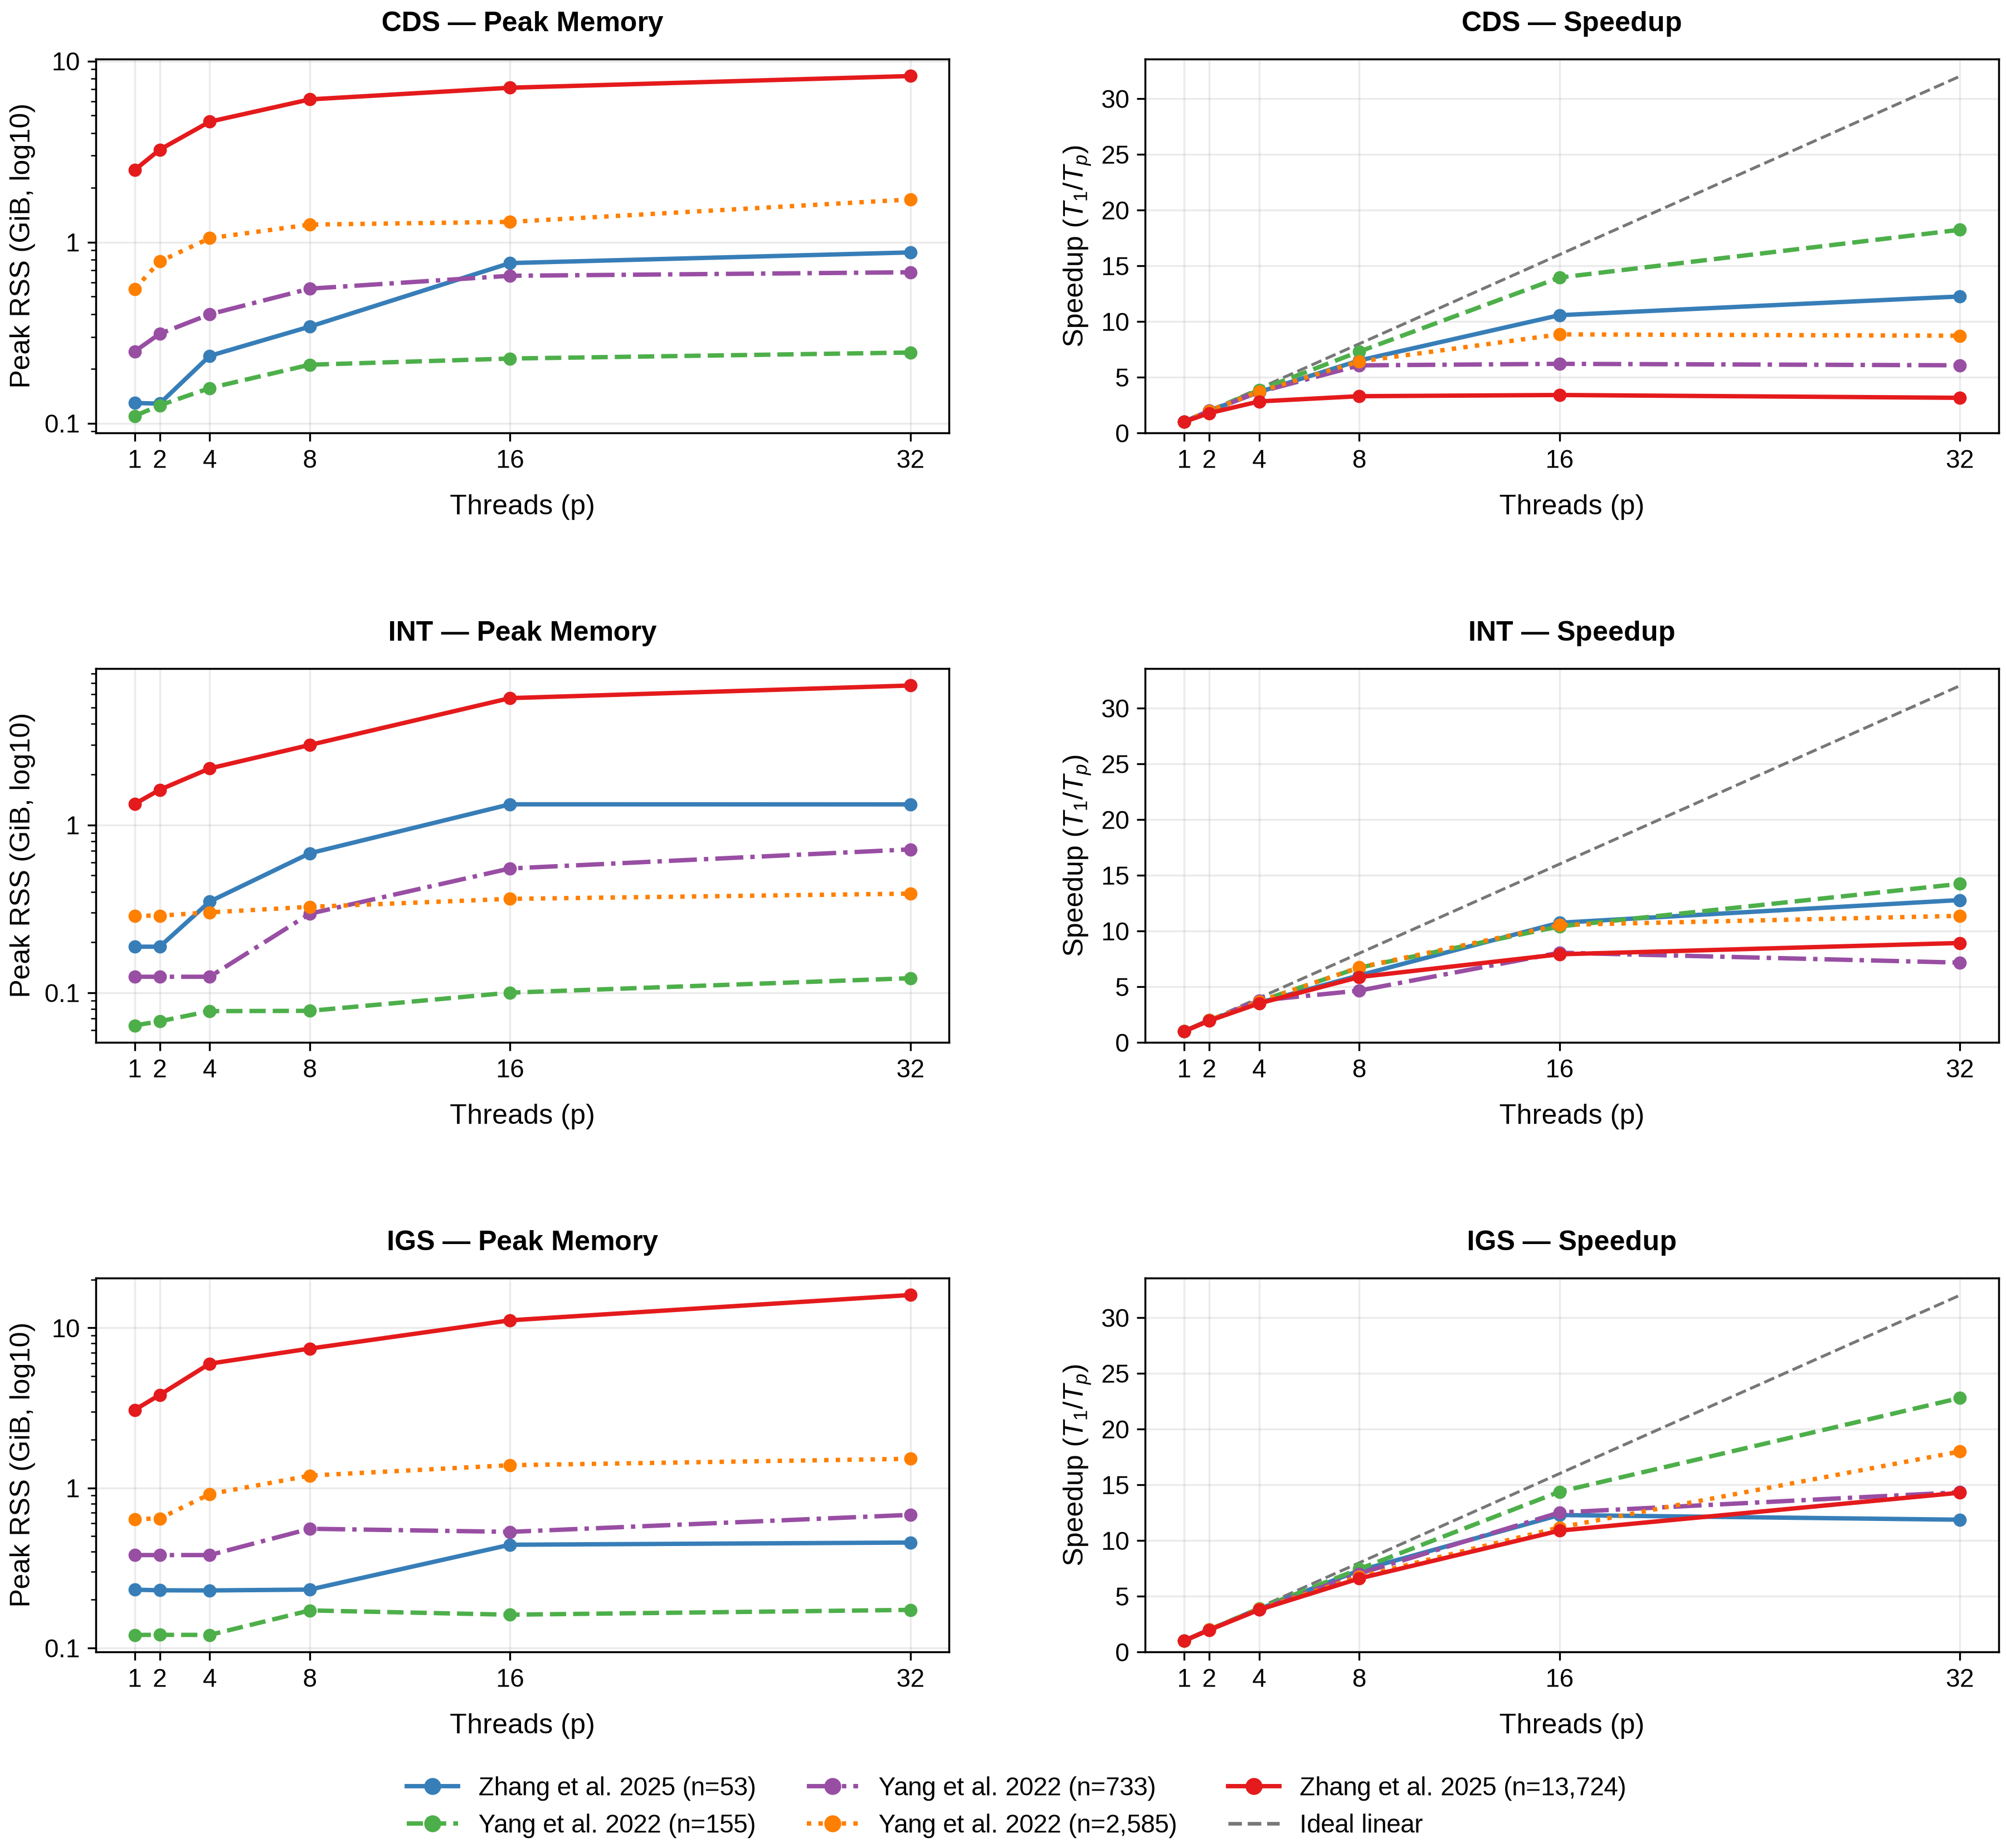 CDS — Peak Memory
10
1
0.1
Peak RSS (GiB, log10)
1 2 4 8 16 32
Threads (p)
CDS — Speedup
30
25
20
15
10
5
0
Speedup (T1/Tp)
1 2 4 8 16 32
Threads (p)
INT — Peak Memory
1
0.1
Peak RSS (GiB, log10)
1 2 4 8 16 32
Threads (p)
INT — Speedup
30
25
20
15
10
5
0
Speedup (T1/Tp)
1 2 4 8 16 32
Threads (p)
IGS — Peak Memory
10
1
0.1
Peak RSS (GiB, log10)
1 2 4 8 16 32
Threads (p)
IGS — Speedup
30
25
20
15
10
5
0
Speedup (T1/Tp)
1 2 4 8 16 32
Threads (p)
Zhang et al. 2025 (n=53)
Yang et al. 2022 (n=155)
Yang et al. 2022 (n=733)
Yang et al. 2022 (n=2,585)
Zhang et al. 2025 (n=13,724)
Ideal linear